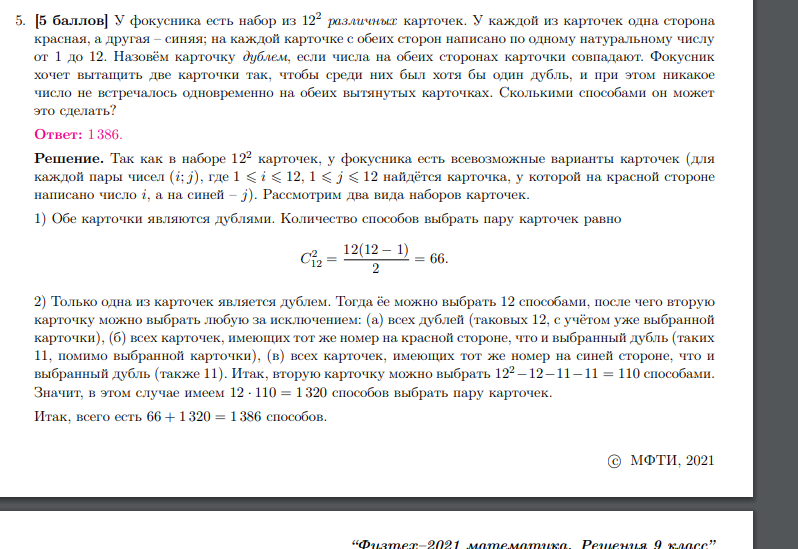 5. [5 баллов] У фокусника есть набор из 12² различных карточек. У каждой из карточек одна сторона
красная, а другая – синяя; на каждой карточке с обеих сторон написано по одному натуральному числу
от 1 до 12. Назовём карточку дублем, если числа на обеих сторонах карточки совпадают. Фокусник
хочет вытащить две карточки так, чтобы среди них был хотя бы один дубль, и при этом никакое
число не встречалось одновременно на обеих вытянутых карточках. Сколькими способами он может
это сделать?
Ответ: 1 386.
Решение. Так как в наборе 12² карточек, у фокусника есть всевозможные варианты карточек (для
каждой пары чисел (i; j), где 1 ⩽ i ⩽ 12, 1 ⩽ j ⩽ 12 найдётся карточка, у которой на красной стороне
написано число i, а на синей – j). Рассмотрим два вида наборов карточек.
1) Обе карточки являются дублями. Количество способов выбрать пару карточек равно
C₁₂² = 12(12 − 1)/2 = 66.
2) Только одна из карточек является дублем. Тогда ёе можно выбрать 12 способами, после чего вторую
карточку можно выбрать любую за исключением: (а) всех дублей (таковых 12, с учётом уже выбранной
карточки), (б) всех карточек, имеющих тот же номер на красной стороне, что и выбранный дубль (таких
11, помимо выбранной карточки), (в) всех карточек, имеющих тот же номер на синей стороне, что и
выбранный дубль (также 11). Итак, вторую карточку можно выбрать 12²−12−11−11 = 110 способами.
Значит, в этом случае имеем 12 · 110 = 1 320 способов выбрать пару карточек.
Итак, всего есть 66 + 1 320 = 1 386 способов.
© МФТИ, 2021
“Физтех–2021 математика. Решения 9 класс”